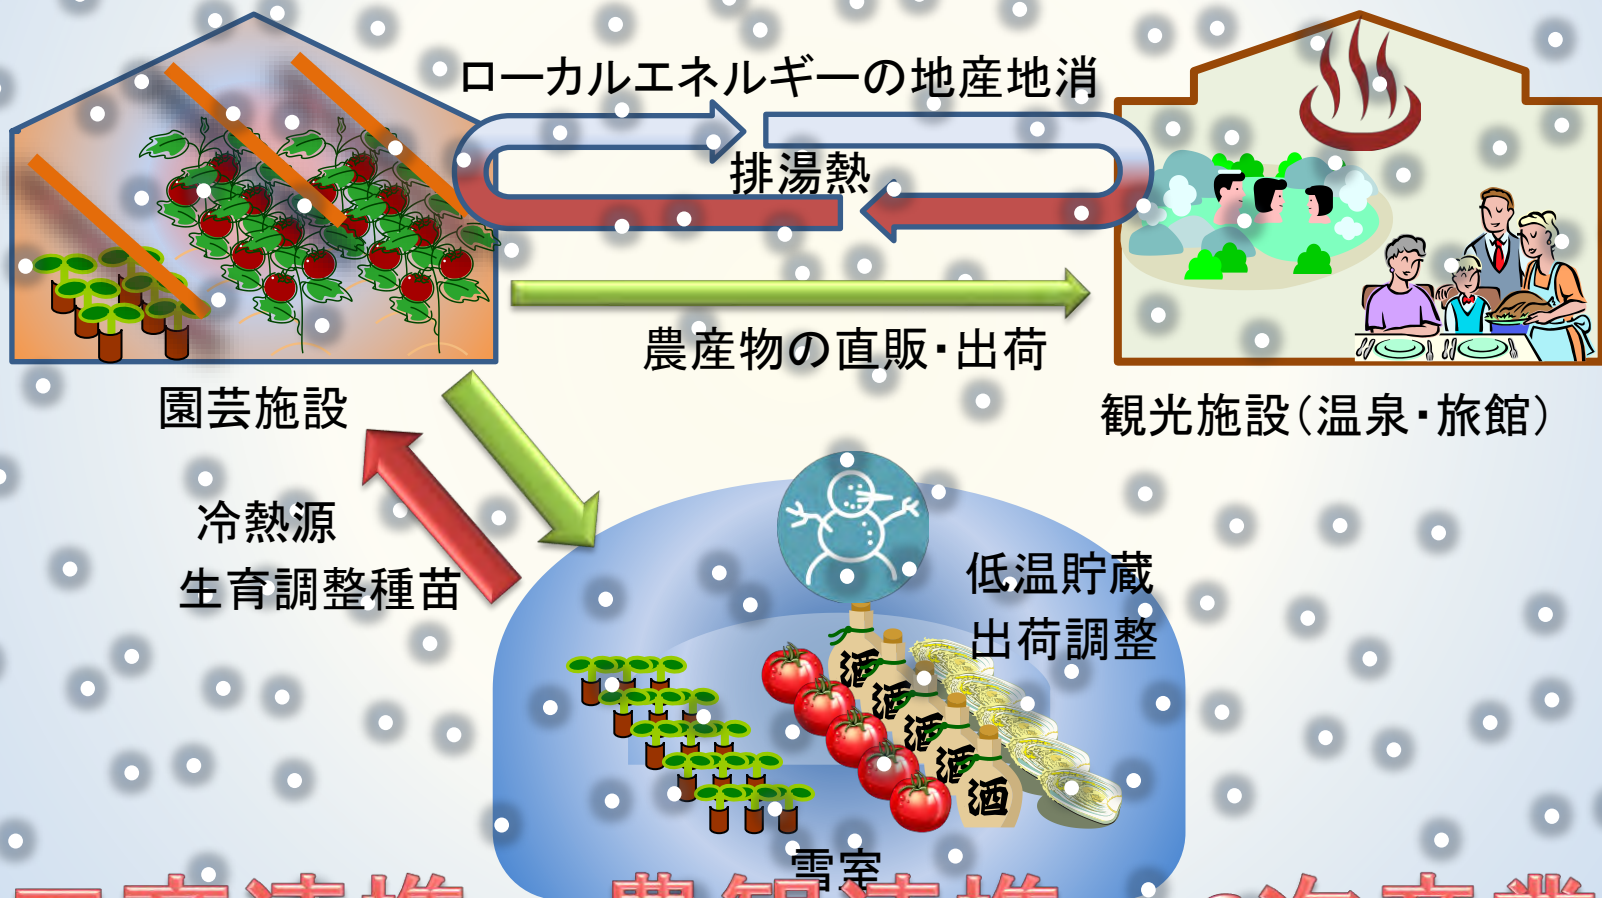 ローカルエネルギーの地産地消
排湯熱
農産物の直販・出荷
園芸施設
観光施設(温泉・旅館)
冷熱源
生育調整種苗
低温貯蔵
出荷調整
酒
酒
酒
酒
酒
雪室